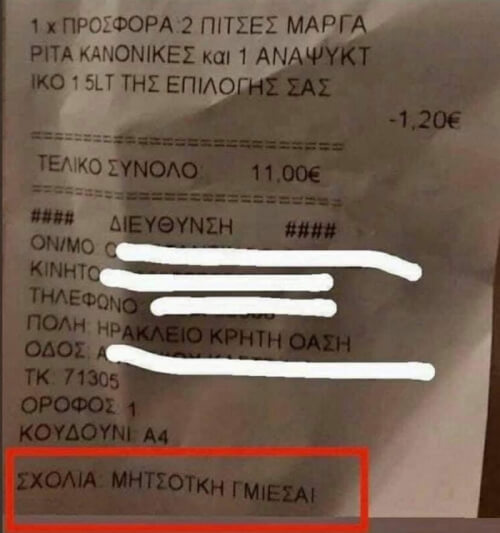 1 x ΠΡΟΣΦΟΡΑ:2 ΠΙΤΣΕΣ ΜΑΡΓΑ
ΡΙΤΑ ΚΑΝΟΝΙΚΕΣ και 1 ΑΝΑΨΥΚΤ
ΙΚΟ 1 5LT ΤΗΣ ΕΠΙΛΟΓΗΣ ΣΑΣ
-1,20€
==============================
ΤΕΛΙΚΟ ΣΥΝΟΛΟ: 11,00€
==============================
#### ΔΙΕΥΘΥΝΣΗ ####
ΟΝ/ΜΟ:
ΚΙΝΗΤΟ
ΤΗΛΕΦΩΝΟ
ΠΟΛΗ: ΗΡΑΚΛΕΙΟ ΚΡΗΤΗ ΟΑΣΗ
ΟΔΟΣ: Α
ΤΚ: 71305
ΟΡΟΦΟΣ: 1
ΚΟΥΔΟΥΝΙ: Α4
ΣΧΟΛΙΑ: ΜΗΤΣΟΤΚΗ ΓΜΙΕΣΑΙ